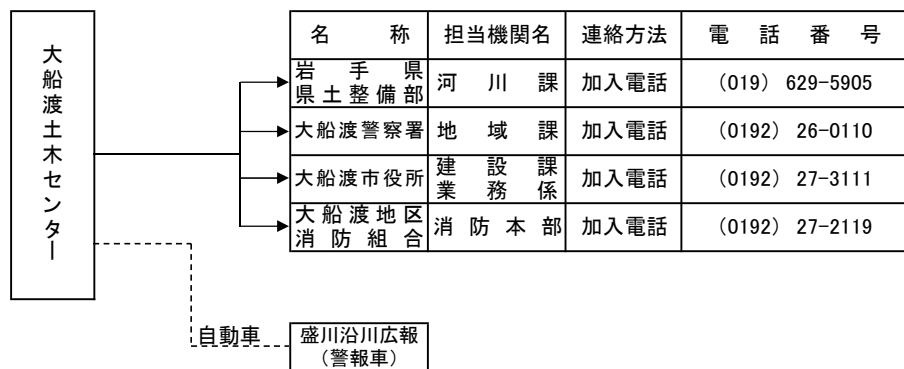 大船渡土木センター
名称 担当機関名 連絡方法 電話番号
岩手県
県土整備部 河川課 加入電話 (019) 629-5905
大船渡警察署 地域課 加入電話 (0192) 26-0110
大船渡市役所 建設課
業務係 加入電話 (0192) 27-3111
大船渡地区
消防組合 消防本部 加入電話 (0192) 27-2119
自動車 盛川沿川広報
(警報車)